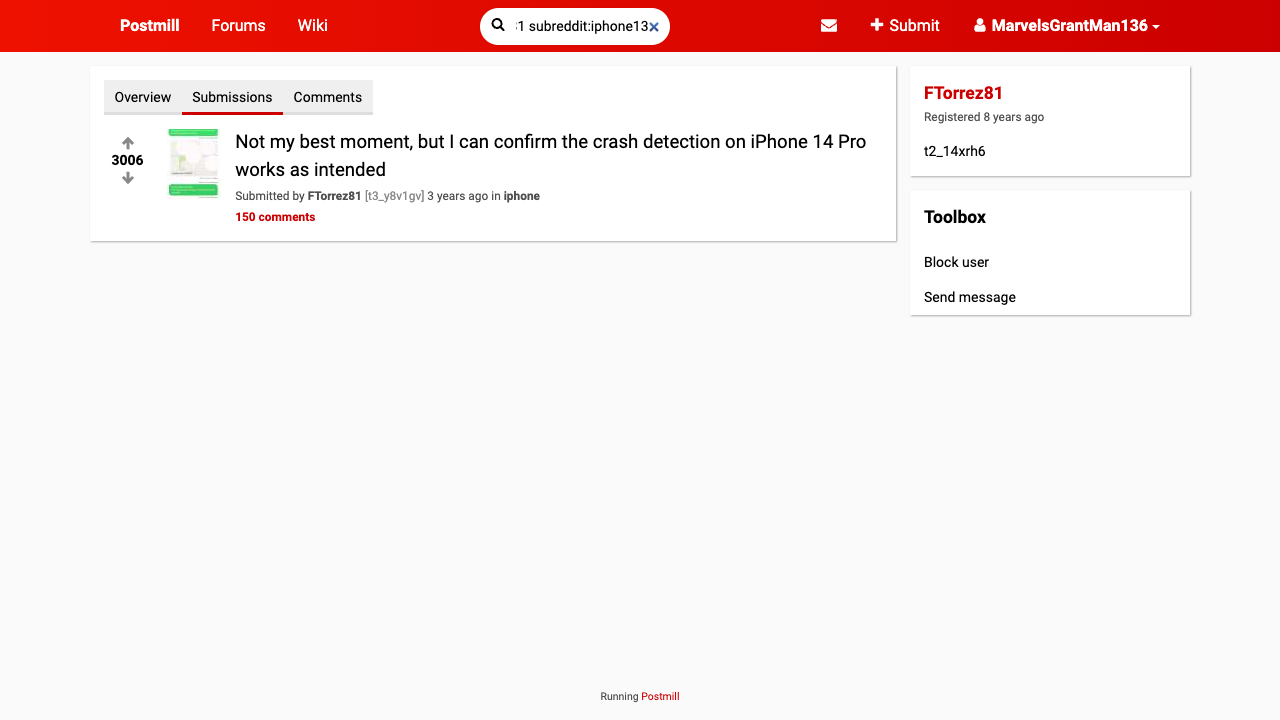 Postmill
Forums
Wiki
31 subreddit:iphone13
Submit
MarvelsGrantMan136
Overview
Submissions
Comments
3006
Not my best moment, but I can confirm the crash detection on iPhone 14 Pro
works as intended
Submitted by FTorrez81 [t3_y8v1gv] 3 years ago in iphone
150 comments
FTorrez81
Registered 8 years ago
t2_14xrh6
Toolbox
Block user
Send message
Running Postmill